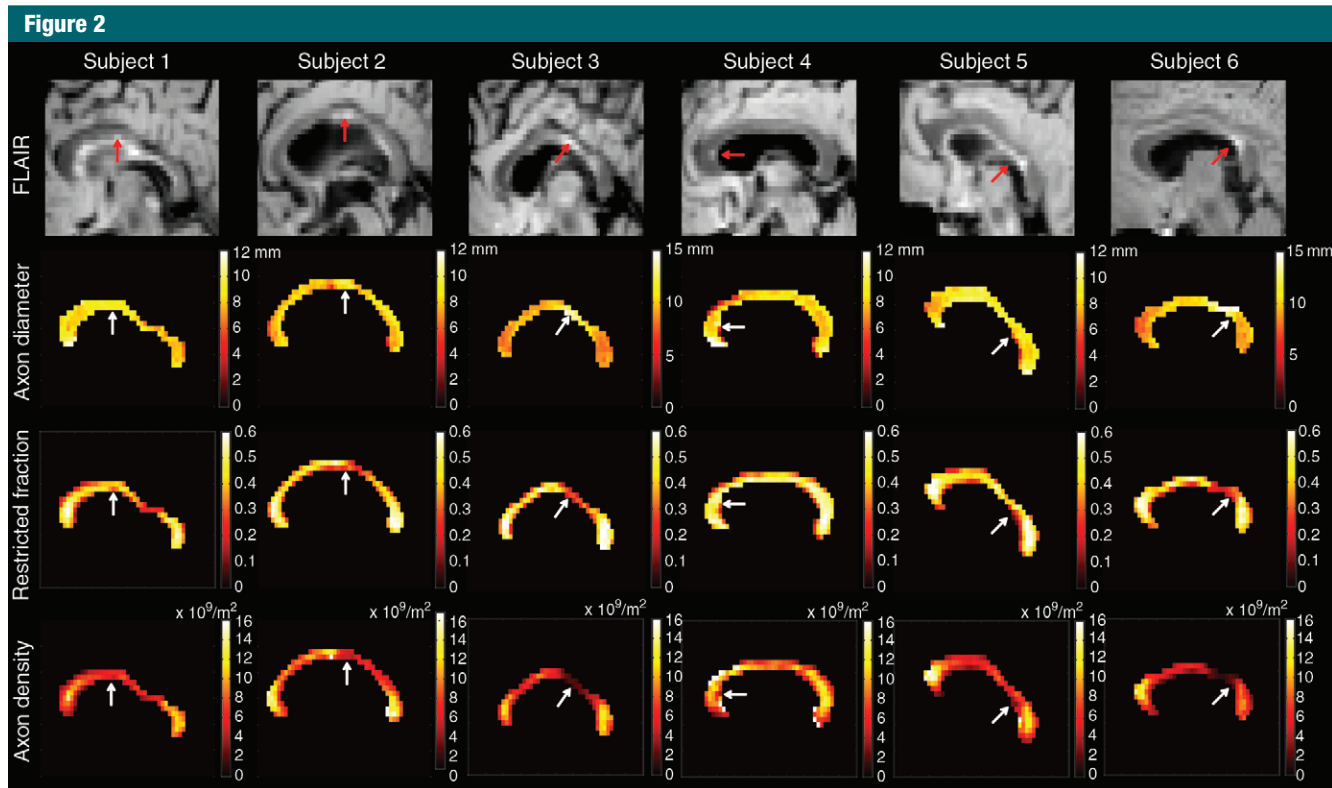 Figure 2
Subject 1 Subject 2 Subject 3 Subject 4 Subject 5 Subject 6
FLAIR
Axon diameter
12 mm 12 mm 15 mm 12 mm 12 mm 15 mm
10 10 10 10 10 10
8 8 8 8
6 6 6 6
5 5
4 4 4 4
2 2 2 2
0 0 0 0 0 0
Restricted fraction
0.6 0.6 0.6 0.6 0.6 0.6
0.5 0.5 0.5 0.5 0.5 0.5
0.4 0.4 0.4 0.4 0.4 0.4
0.3 0.3 0.3 0.3 0.3 0.3
0.2 0.2 0.2 0.2 0.2 0.2
0.1 0.1 0.1 0.1 0.1 0.1
0 0 0 0 0 0
Axon density
x 10⁹/m² x 10⁹/m² x 10⁹/m² x 10⁹/m² x 10⁹/m² x 10⁹/m²
16 16 16 16 16 16
14 14 14 14 14 14
12 12 12 12 12 12
10 10 10 10 10 10
8 8 8 8 8 8
6 6 6 6 6 6
4 4 4 4 4 4
2 2 2 2 2 2
0 0 0 0 0 0